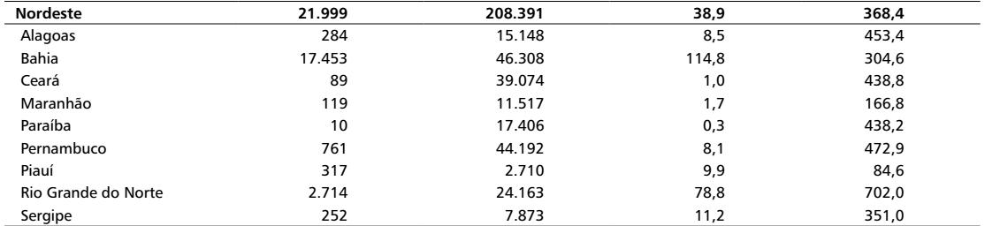 Nordeste 21.999 208.391 38,9 368,4
Alagoas 284 15.148 8,5 453,4
Bahia 17.453 46.308 114,8 304,6
Ceará 89 39.074 1,0 438,8
Maranhão 119 11.517 1,7 166,8
Paraíba 10 17.406 0,3 438,2
Pernambuco 761 44.192 8,1 472,9
Piauí 317 2.710 9,9 84,6
Rio Grande do Norte 2.714 24.163 78,8 702,0
Sergipe 252 7.873 11,2 351,0